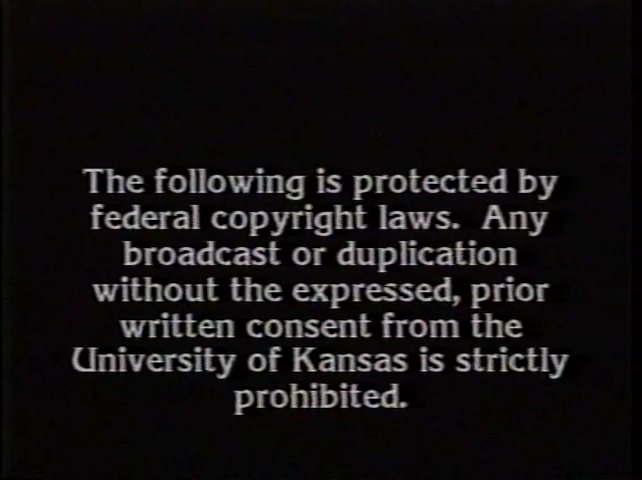 The following is protected by
federal copyright laws.  Any
broadcast or duplication
without the expressed, prior
written consent from the
University of Kansas is strictly
prohibited.